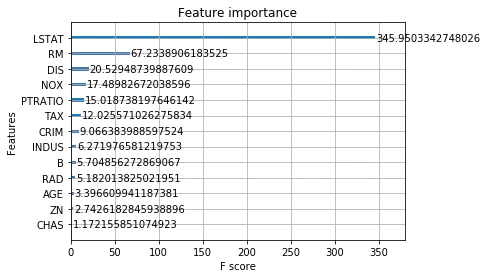 Feature importance
LSTAT 345.9503342748026
RM 67.2338906183525
DIS 20.52948739887609
NOX 17.48982672038596
PTRATIO 15.018738197646142
TAX 12.025571026275834
CRIM 9.066383988597524
INDUS 6.271976581219753
B 5.704856272869067
RAD 5.182013825021951
AGE 3.396609941187381
ZN 2.7426182845938896
CHAS 1.172155851074923
Features
0 50 100 150 200 250 300 350
F score